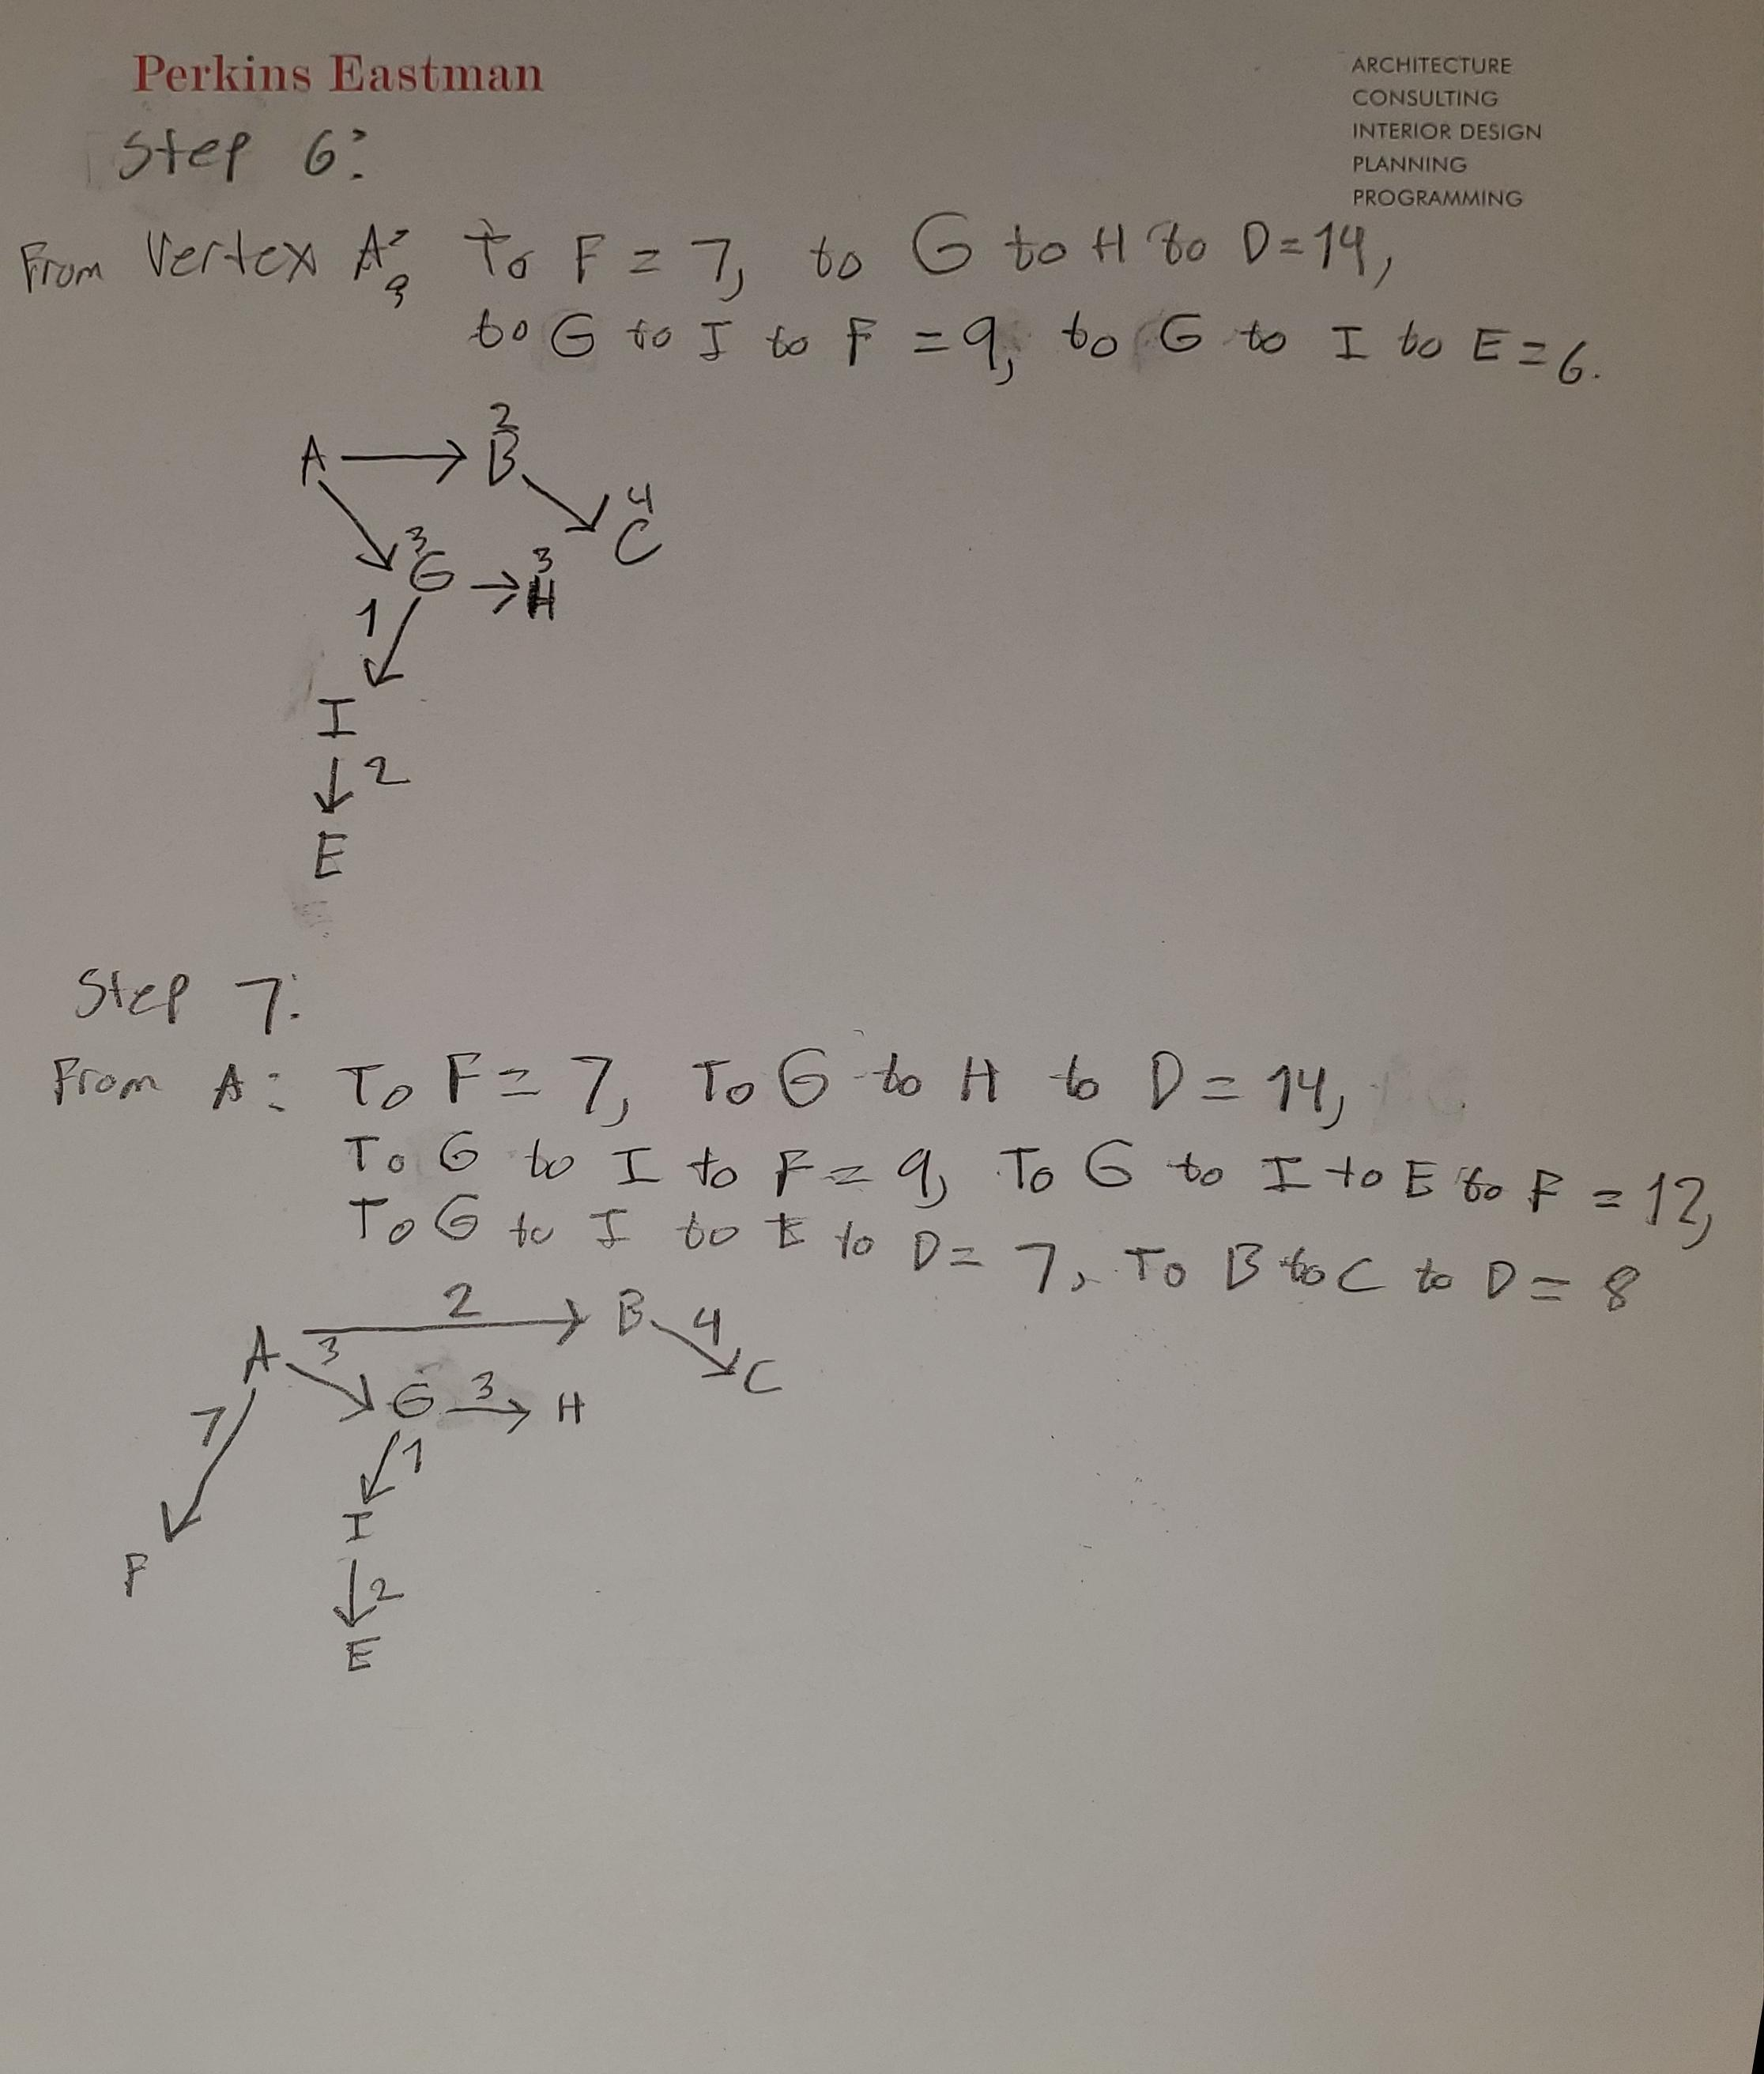 Perkins Eastman
ARCHITECTURE
CONSULTING
INTERIOR DESIGN
PLANNING
PROGRAMMING
Step 6:
From Vertex A: To F = 7, to G to H to D = 14,
to G to I to F = 9, to G to I to E = 6.
2
A B
4
C
3
G
3
H
1
I
2
E
Step 7:
From A: To F = 7, To G to H to D = 14,
To G to I to F = 9, To G to I to E to F = 12,
To G to I to E to D = 7, To B to C to D = 8
2
A B 4
3 C
7 G 3 H
1
F I
2
E